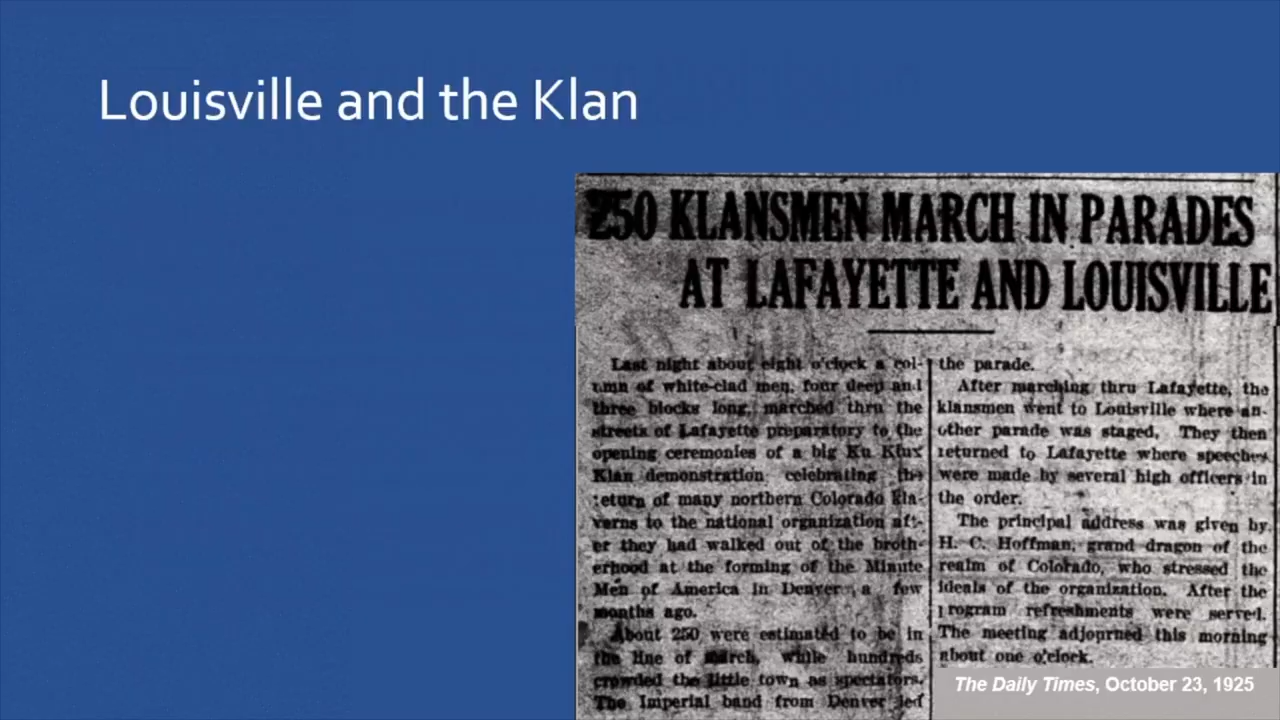 Louisville and the Klan
250 KLANSMEN MARCH IN PARADES
AT LAFAYETTE AND LOUISVILLE
Last night about eight o'clock a col-
umn of white-clad men, four deep and
three blocks long, marched thru the
streets of Lafayette preparatory to the
opening ceremonies of a big Ku Klux
Klan demonstration celebrating the
return of many northern Colorado kla-
verns to the national organization aft-
er they had walked out of the broth-
erhood at the forming of the Minute
Men of America in Denver a few
months ago.
About 250 were estimated to be in
the line of march, while hundreds
crowded the little town as spectators.
The Imperial band from Denver led
the parade.
After marching thru Lafayette, the
klansmen went to Louisville where an-
other parade was staged. They then
returned to Lafayette where speeches
were made by several high officers in
the order.
The principal address was given by
H. C. Hoffman, grand dragon of the
realm of Colorado, who stressed the
ideals of the organization. After the
program refreshments were served.
The meeting adjourned this morning
about one o'clock.
The Daily Times, October 23, 1925